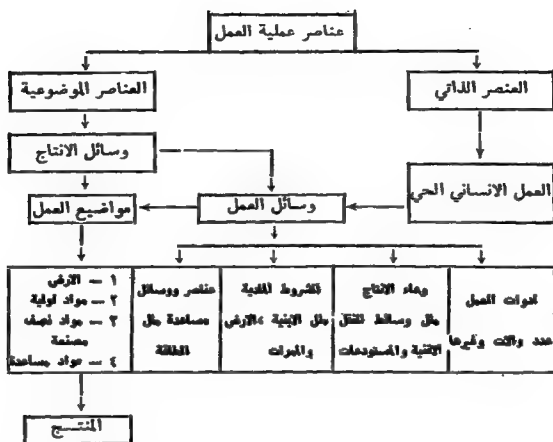 عناصر عملية العمل
العنصر الذاتي
العناصر الموضوعية
وسائل الانتاج
العمل الانساني الحي
وسائل العمل
مواضيع العمل
ادوات العمل
عدد والات وغيرها
وعاء الانتاج
مثل وسائط النقل
الاقنية والمستودعات
الشروط المادية
مثل الابنية ،الارض
والممرات
عناصر ووسائل
مساعدة مثل
الطاقة
١ – الارض
٢ – مواد اولية
٣ – مواد نصف
مصنعة
٤ – مواد مساعدة
المنتج